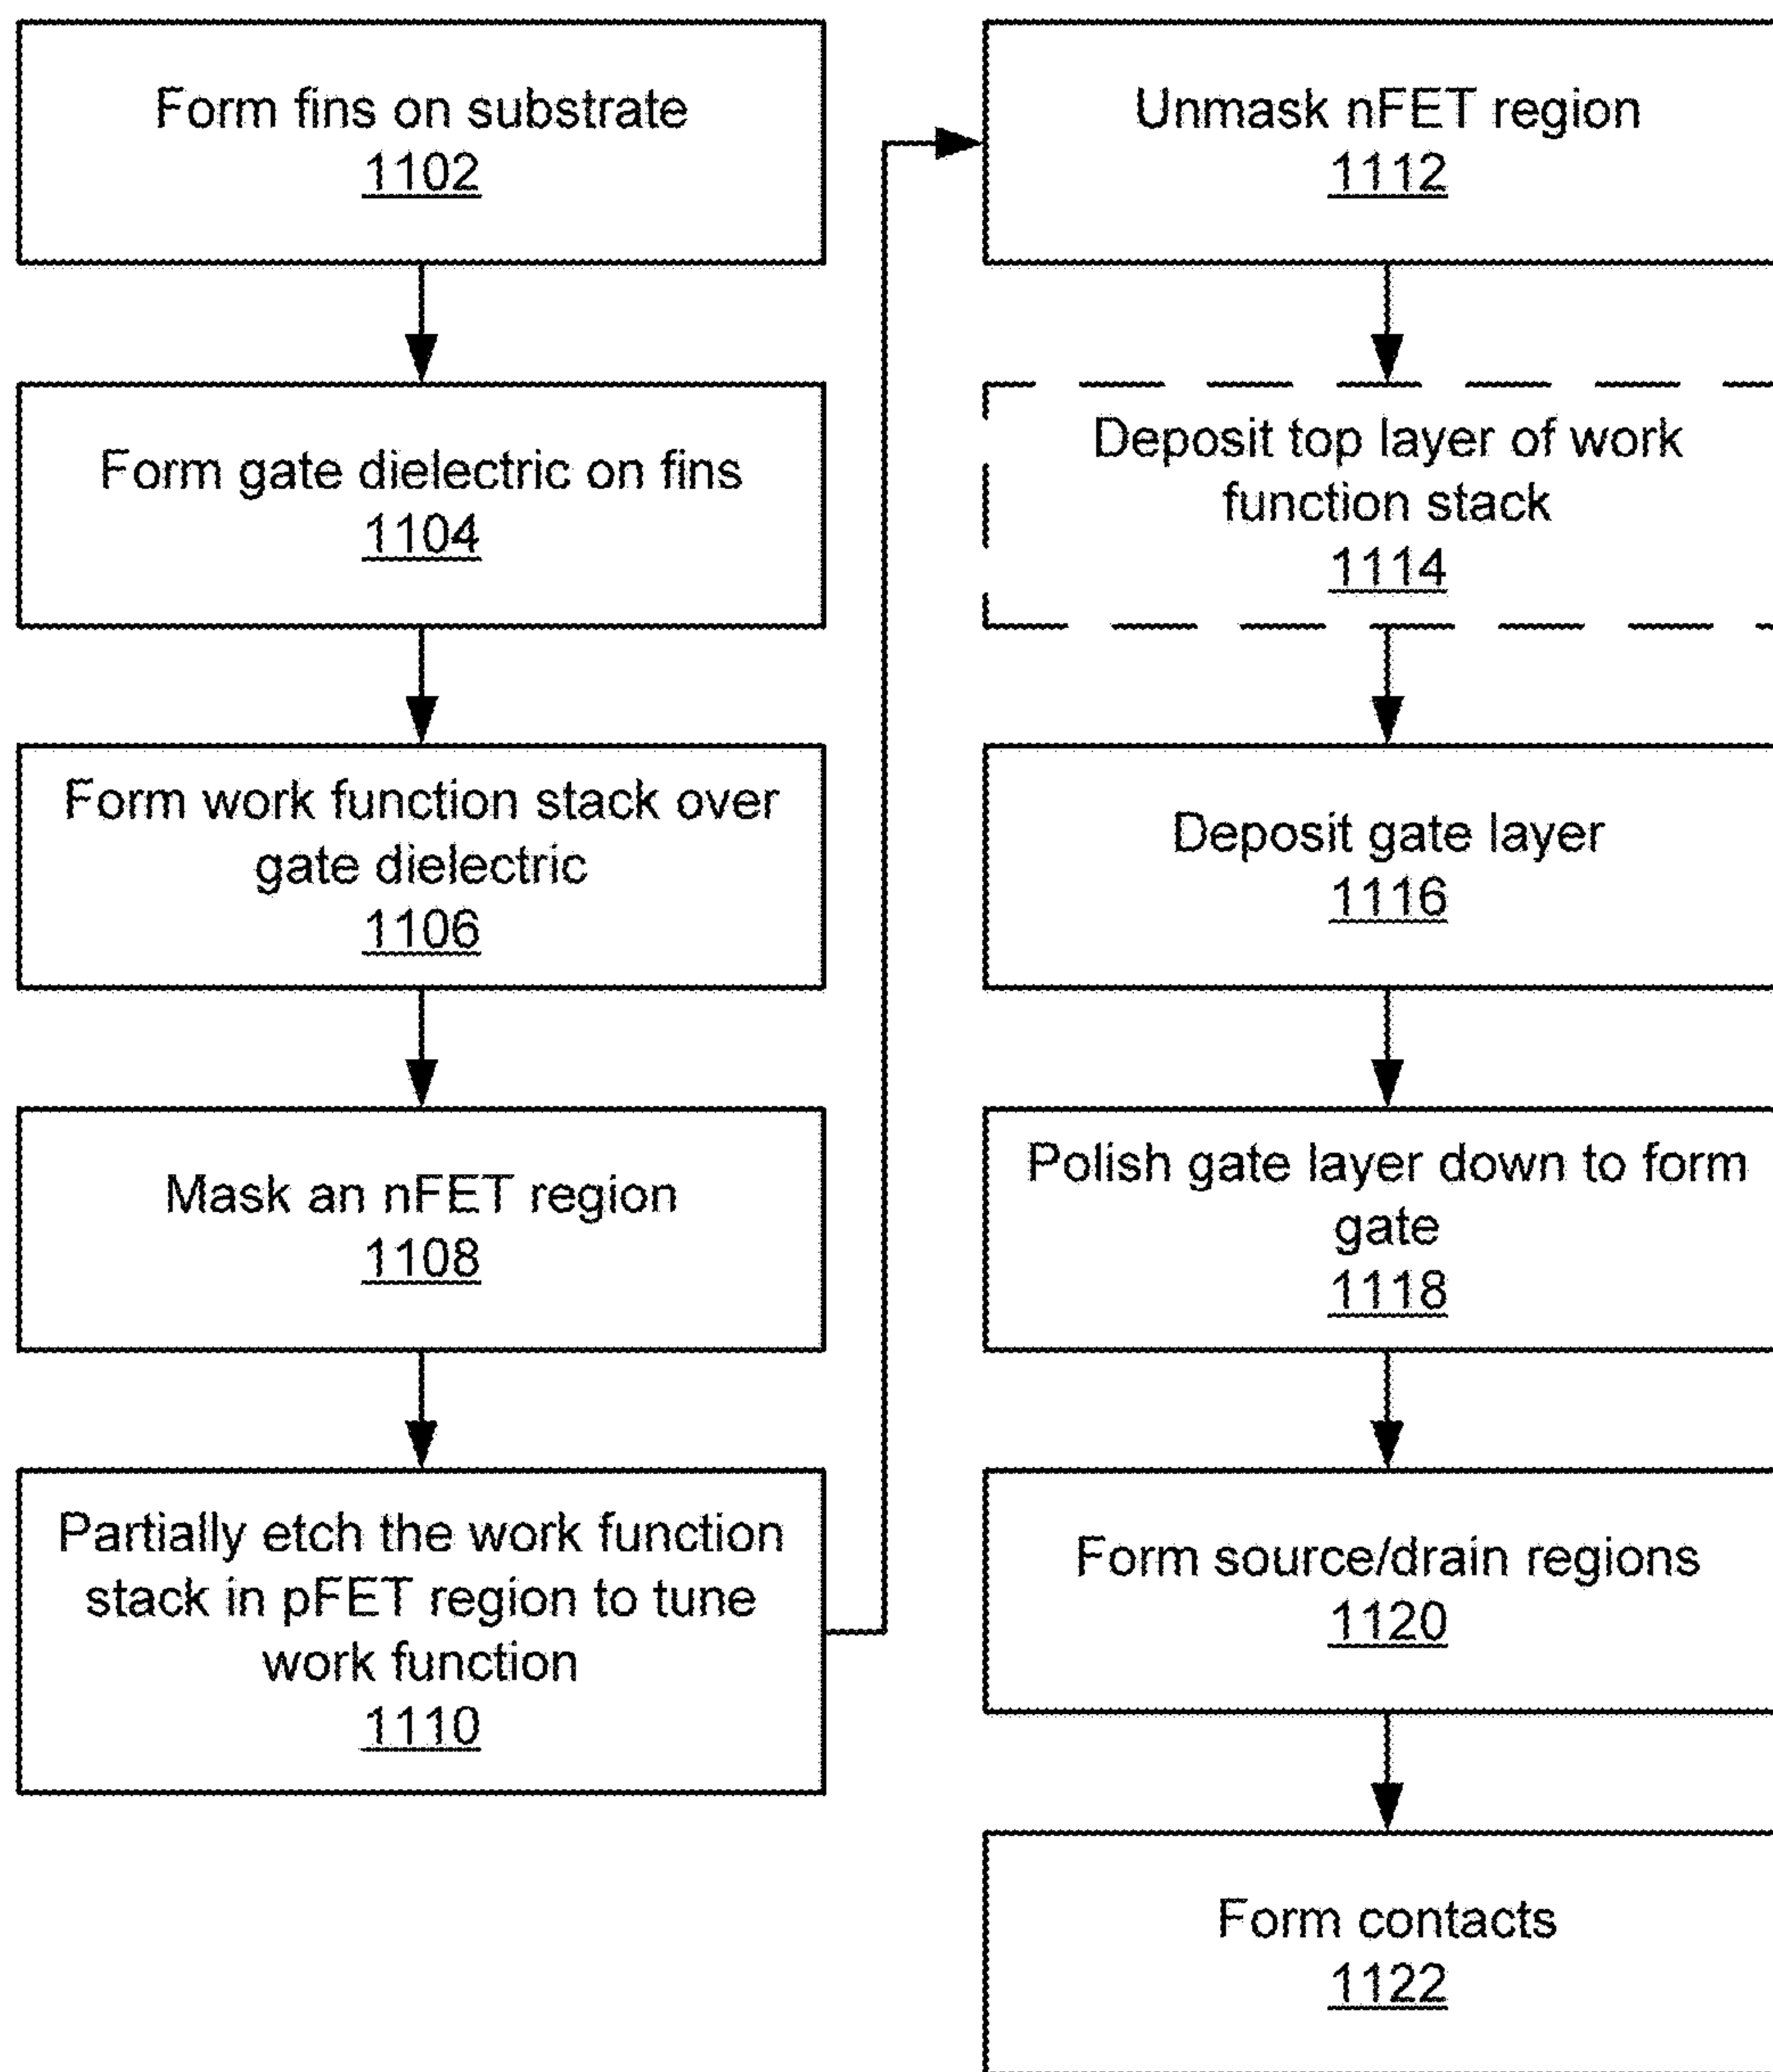 Form fins on substrate
1102
Form gate dielectric on fins
1104
Form work function stack over
gate dielectric
1106
Mask an nFET region
1108
Partially etch the work function
stack in pFET region to tune
work function
1110
Unmask nFET region
1112
Deposit top layer of work
function stack
1114
Deposit gate layer
1116
Polish gate layer down to form
gate
1118
Form source/drain regions
1120
Form contacts
1122